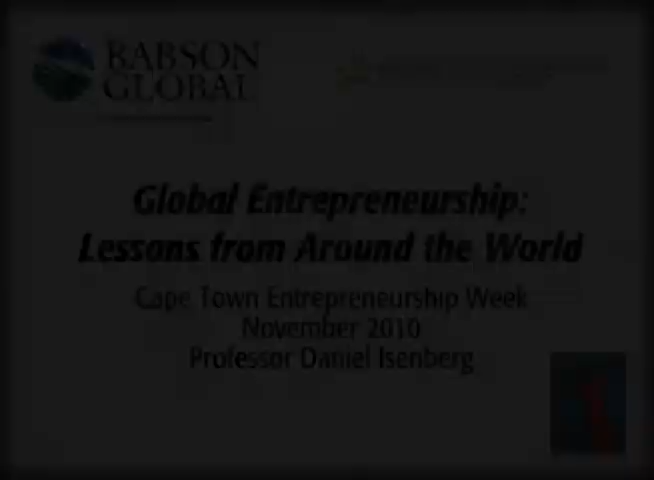 BABSON
GLOBAL
Global Entrepreneurship:
Lessons from Around the World
Cape Town Entrepreneurship Week
November 2010
Professor Daniel Isenberg